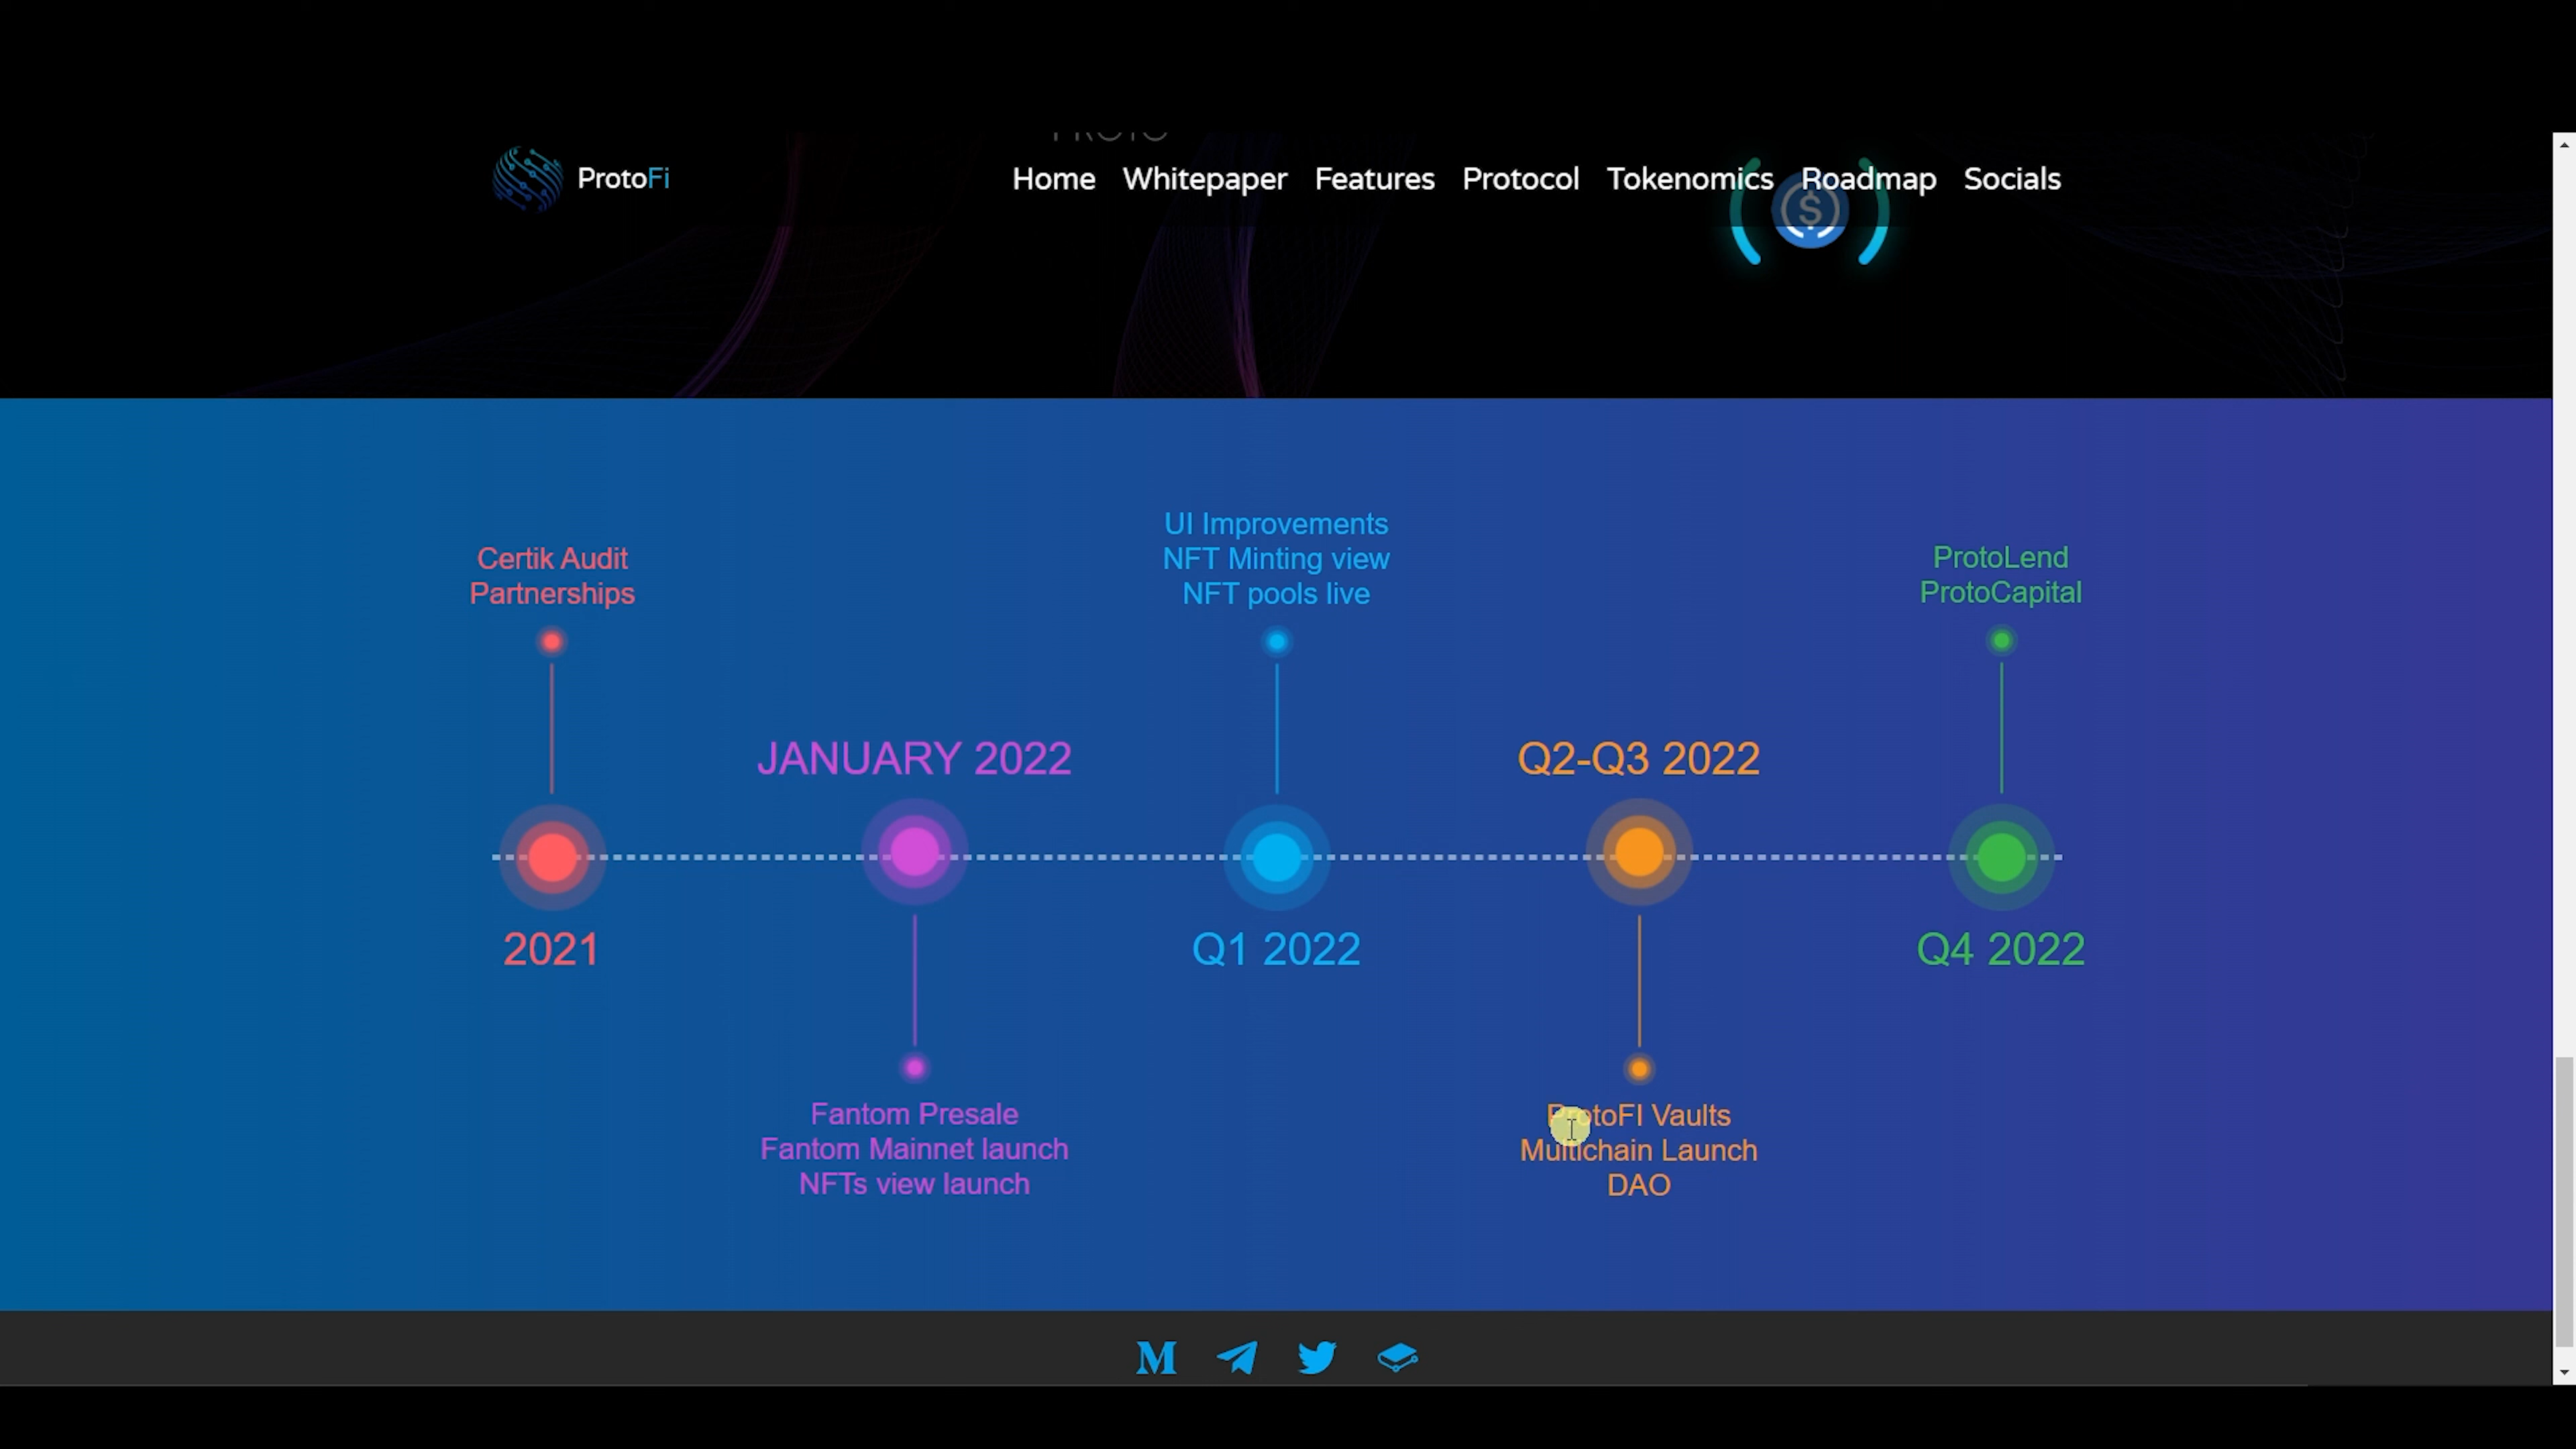 PROTO
ProtoFi
Home Whitepaper Features Protocol Tokenomics Roadmap Socials
Certik Audit
Partnerships
2021
JANUARY 2022
Fantom Presale
Fantom Mainnet launch
NFTs view launch
UI Improvements
NFT Minting view
NFT pools live
Q1 2022
Q2-Q3 2022
ProtoFI Vaults
Multichain Launch
DAO
ProtoLend
ProtoCapital
Q4 2022